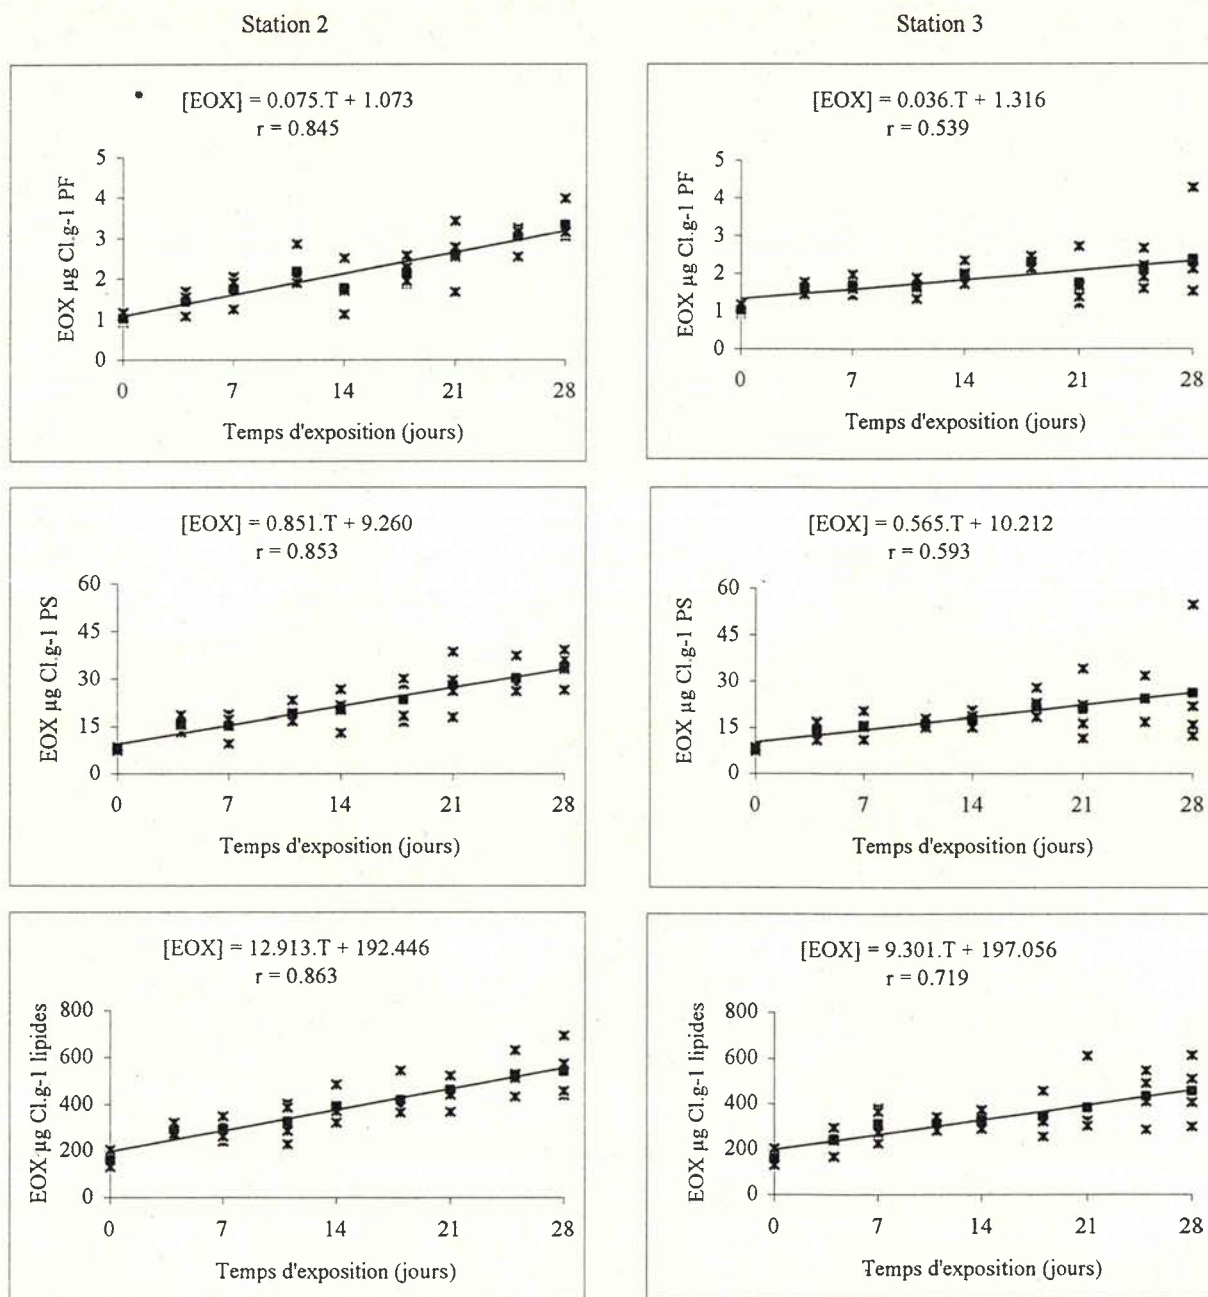 Station 2
Station 3
[EOX] = 0.075.T + 1.073
r = 0.845
EOX µg Cl.g-1 PF
5
4
3
2
1
0
0 7 14 21 28
Temps d'exposition (jours)
[EOX] = 0.036.T + 1.316
r = 0.539
EOX µg Cl.g-1 PF
5
4
3
2
1
0
0 7 14 21 28
Temps d'exposition (jours)
[EOX] = 0.851.T + 9.260
r = 0.853
EOX µg Cl.g-1 PS
60
45
30
15
0
0 7 14 21 28
Temps d'exposition (jours)
[EOX] = 0.565.T + 10.212
r = 0.593
EOX µg Cl.g-1 PS
60
45
30
15
0
0 7 14 21 28
Temps d'exposition (jours)
[EOX] = 12.913.T + 192.446
r = 0.863
EOX µg Cl.g-1 lipides
800
600
400
200
0
0 7 14 21 28
Temps d'exposition (jours)
[EOX] = 9.301.T + 197.056
r = 0.719
EOX µg Cl.g-1 lipides
800
600
400
200
0
0 7 14 21 28
Temps d'exposition (jours)